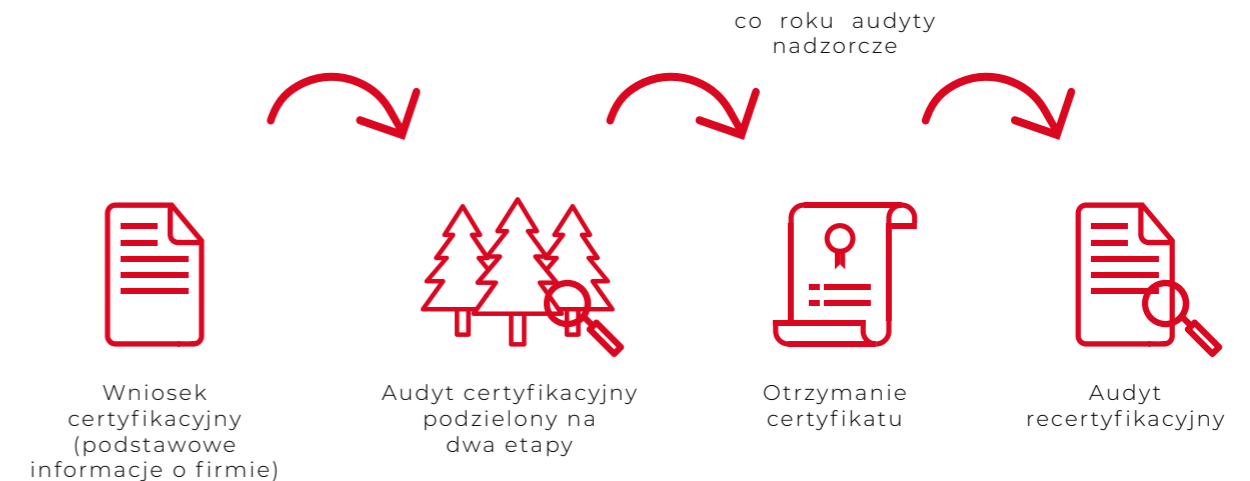 co roku audyty
nadzorcze
Wniosek
certyfikacyjny
(podstawowe
informacje o firmie)
Audyt certyfikacyjny
podzielony na
dwa etapy
Otrzymanie
certyfikatu
Audyt
recertyfikacyjny